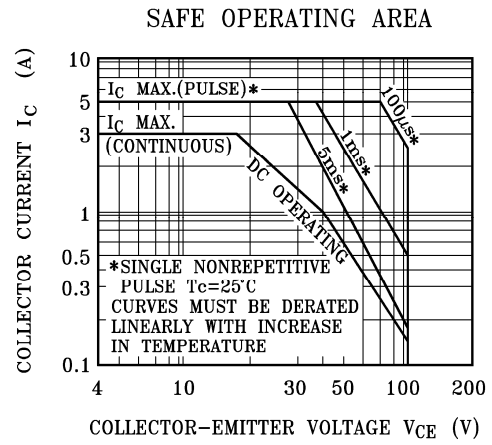 SAFE OPERATING AREA
COLLECTOR CURRENT IC (A)
10
5
3
1
0.5
0.3
0.1
IC MAX.(PULSE)*
IC MAX.
(CONTINUOUS)
DC OPERATING
5ms*
1ms*
100µs*
*SINGLE NONREPETITIVE
PULSE Tc=25°C
CURVES MUST BE DERATED
LINEARLY WITH INCREASE
IN TEMPERATURE
4 10 30 50 100 200
COLLECTOR-EMITTER VOLTAGE VCE (V)